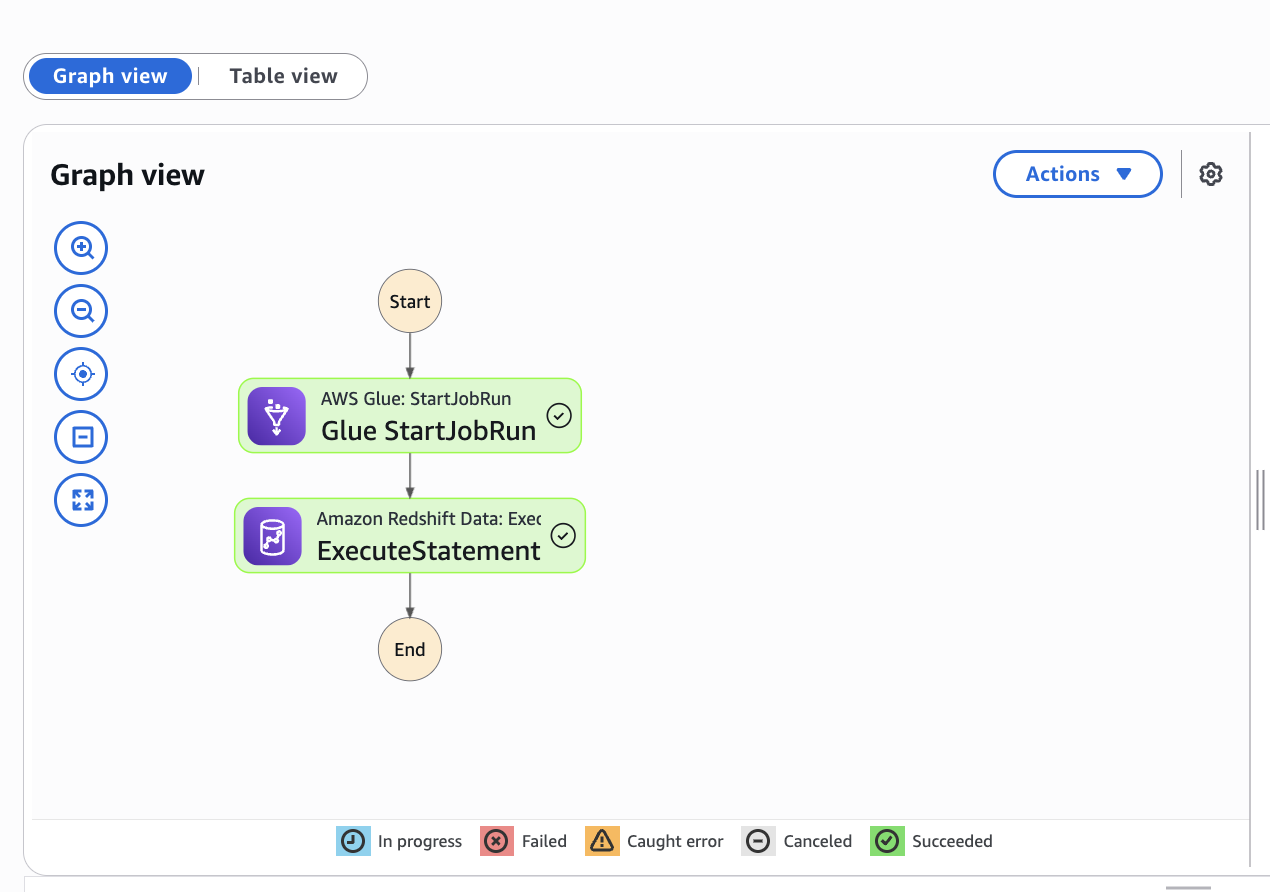 Graph view
Table view
Graph view
Actions
Start
AWS Glue: StartJobRun
Glue StartJobRun
Amazon Redshift Data: Exec
ExecuteStatement
End
In progress
Failed
Caught error
Canceled
Succeeded